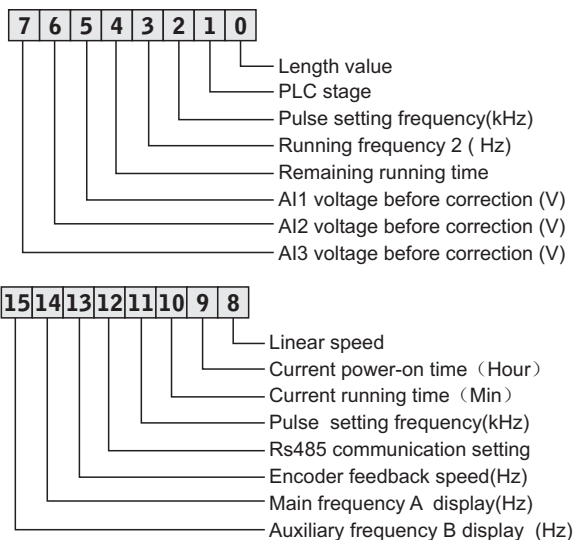 7 6 5 4 3 2 1 0
Length value
PLC stage
Pulse setting frequency(kHz)
Running frequency 2 ( Hz)
Remaining running time
AI1 voltage before correction (V)
AI2 voltage before correction (V)
AI3 voltage before correction (V)
15 14 13 12 11 10 9 8
Linear speed
Current power-on time（Hour）
Current running time（Min）
Pulse setting frequency(kHz)
Rs485 communication setting
Encoder feedback speed(Hz)
Main frequency A display(Hz)
Auxiliary frequency B display (Hz)